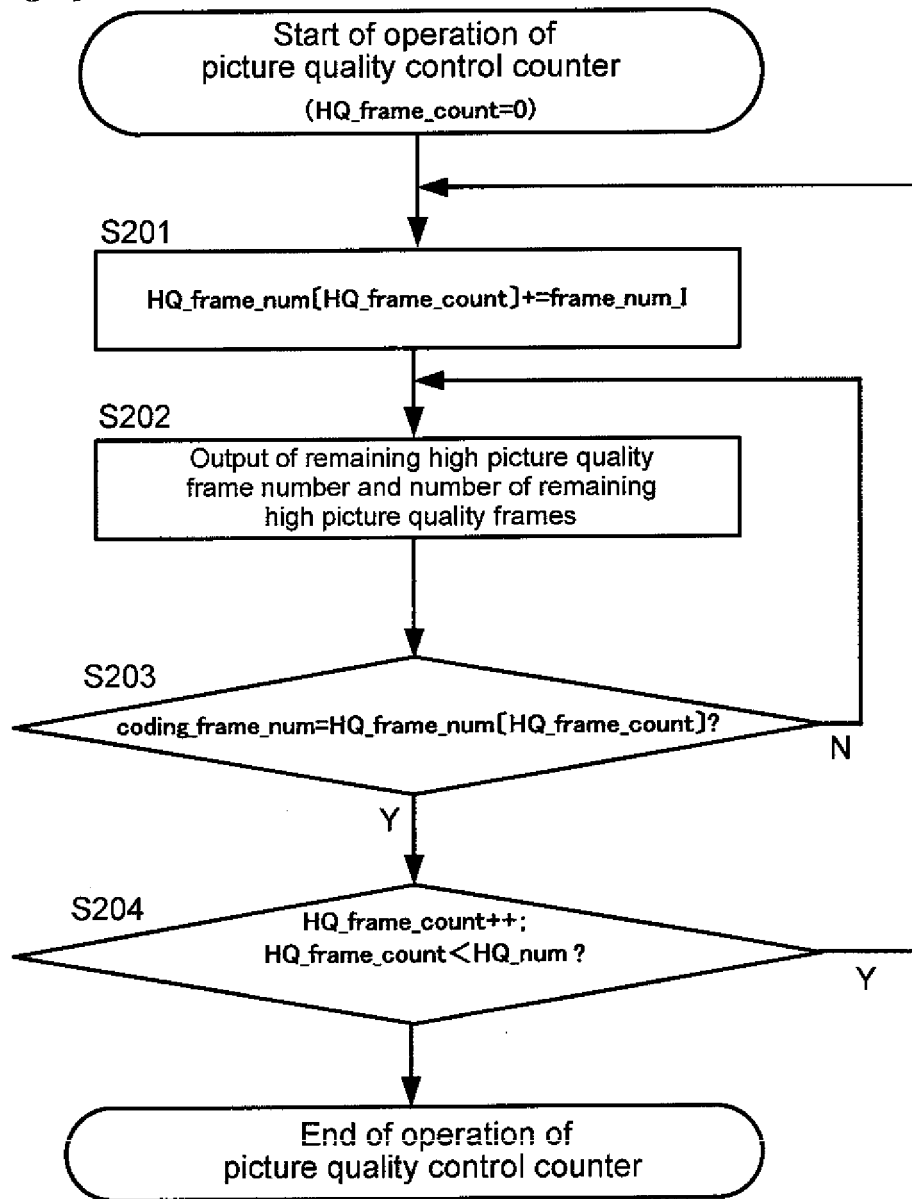 Start of operation of
picture quality control counter
(HQ_frame_count=0)
S201
HQ_frame_num[HQ_frame_count]+=frame_num_I
S202
Output of remaining high picture quality
frame number and number of remaining
high picture quality frames
S203
coding_frame_num=HQ_frame_num[HQ_frame_count]?
N
Y
S204
HQ_frame_count++;
HQ_frame_count<HQ_num ?
Y
End of operation of
picture quality control counter